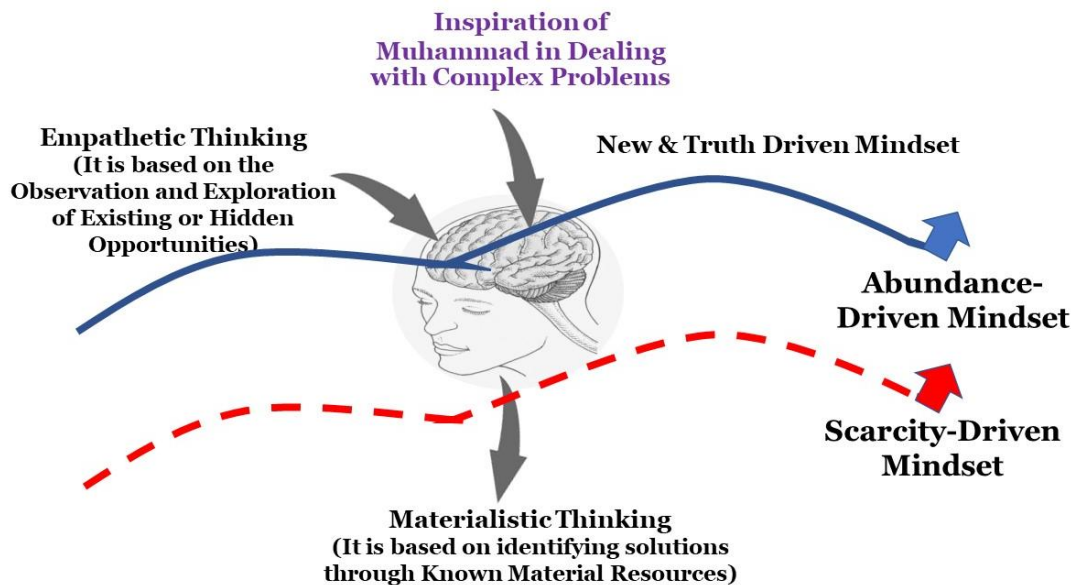 Inspiration of
Muhammad in Dealing
with Complex Problems
Empathetic Thinking
(It is based on the
Observation and Exploration
of Existing or Hidden
Opportunities)
New & Truth Driven Mindset
Abundance-
Driven Mindset
Scarcity-Driven
Mindset
Materialistic Thinking
(It is based on identifying solutions
through Known Material Resources)